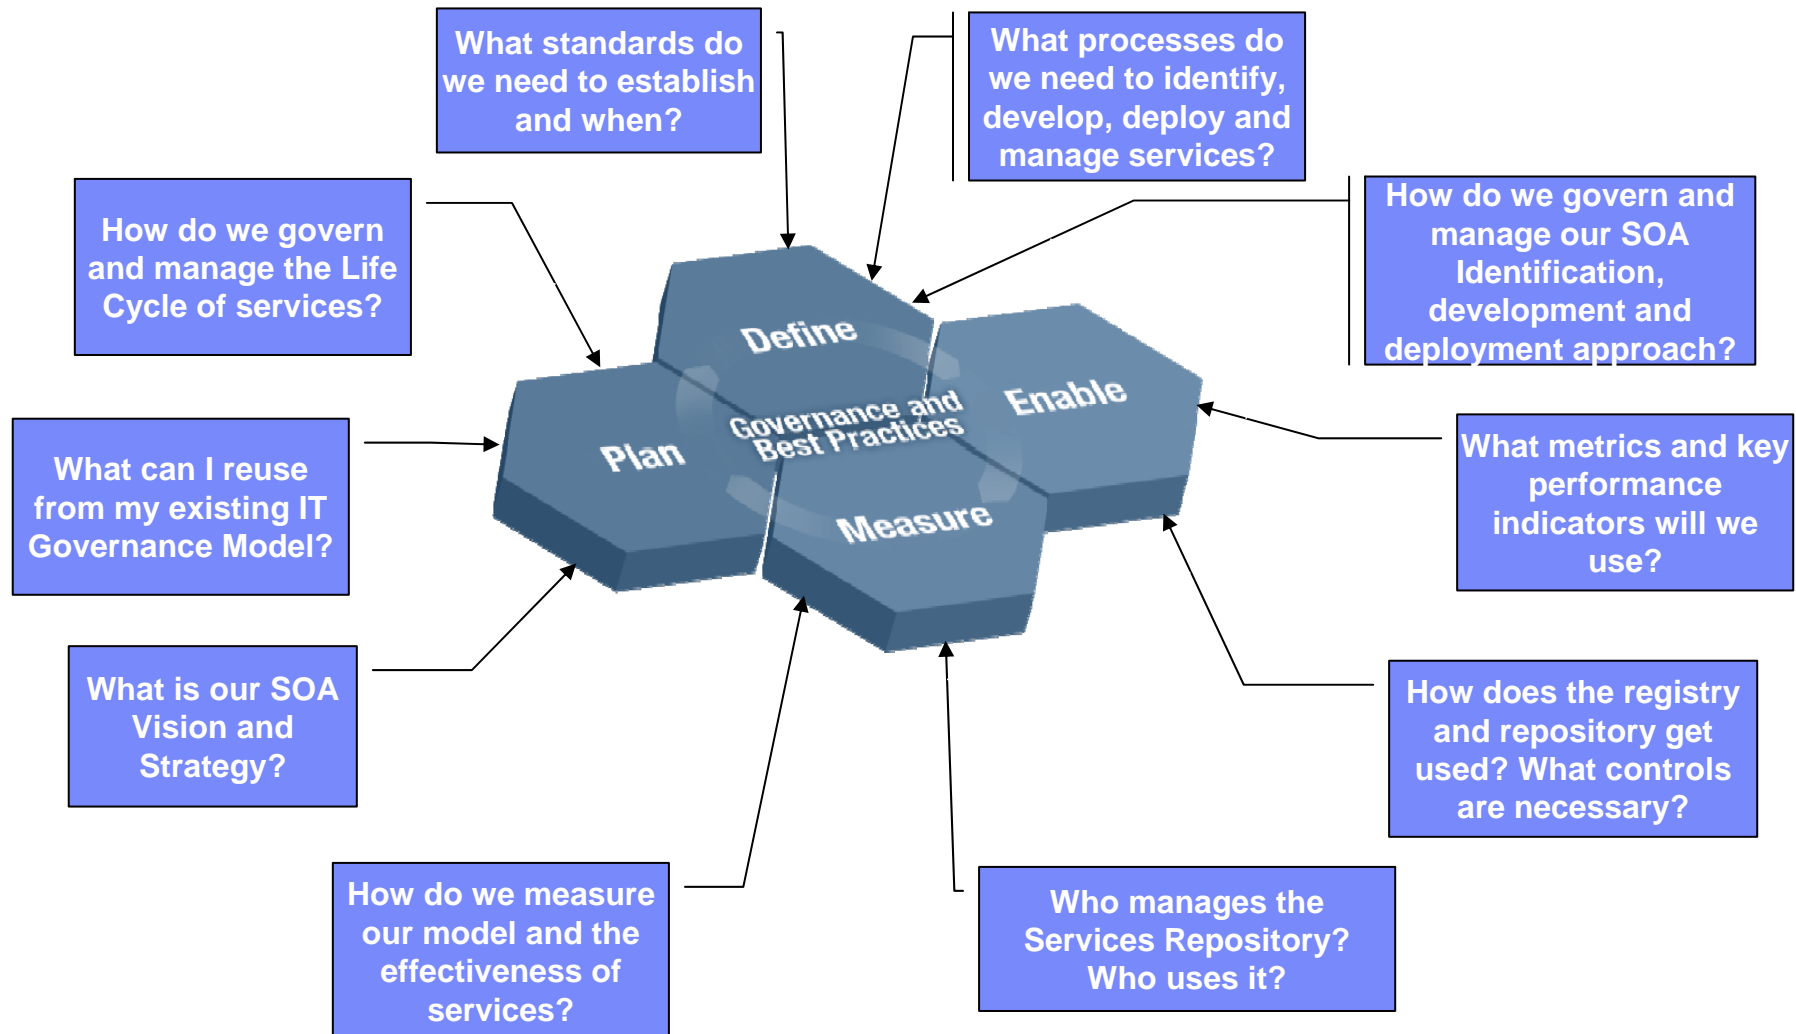 What standards do
we need to establish
and when?
What processes do
we need to identify,
develop, deploy and
manage services?
How do we govern
and manage the Life
Cycle of services?
How do we govern and
manage our SOA
Identification,
development and
deployment approach?
Define
Enable
Governance and
Best Practices
Plan
Measure
What can I reuse
from my existing IT
Governance Model?
What metrics and key
performance
indicators will we
use?
What is our SOA
Vision and
Strategy?
How does the registry
and repository get
used? What controls
are necessary?
How do we measure
our model and the
effectiveness of
services?
Who manages the
Services Repository?
Who uses it?